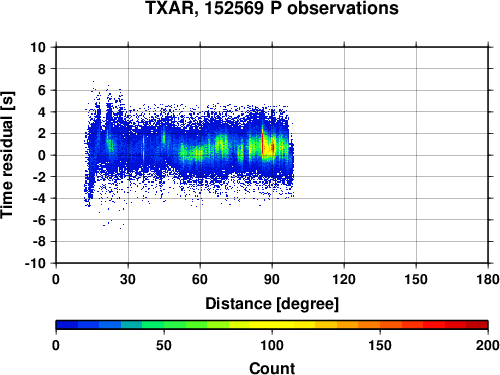 TXAR, 152569 P observations
Time residual [s]
10
8
6
4
2
0
-2
-4
-6
-8
-10
0 30 60 90 120 150 180
Distance [degree]
0 50 100 150 200
Count